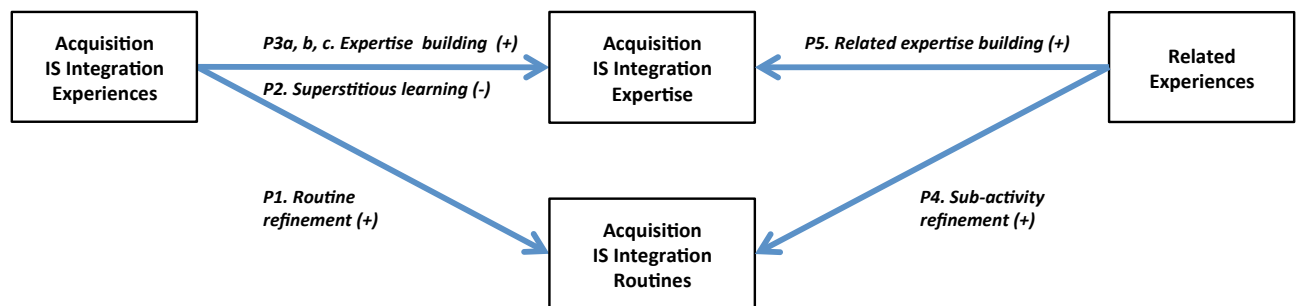 Acquisition
IS Integration
Experiences
P3a, b, c. Expertise building (+)
P2. Superstitious learning (-)
Acquisition
IS Integration
Expertise
P5. Related expertise building (+)
Related
Experiences
P1. Routine
refinement (+)
P4. Sub-activity
refinement (+)
Acquisition
IS Integration
Routines